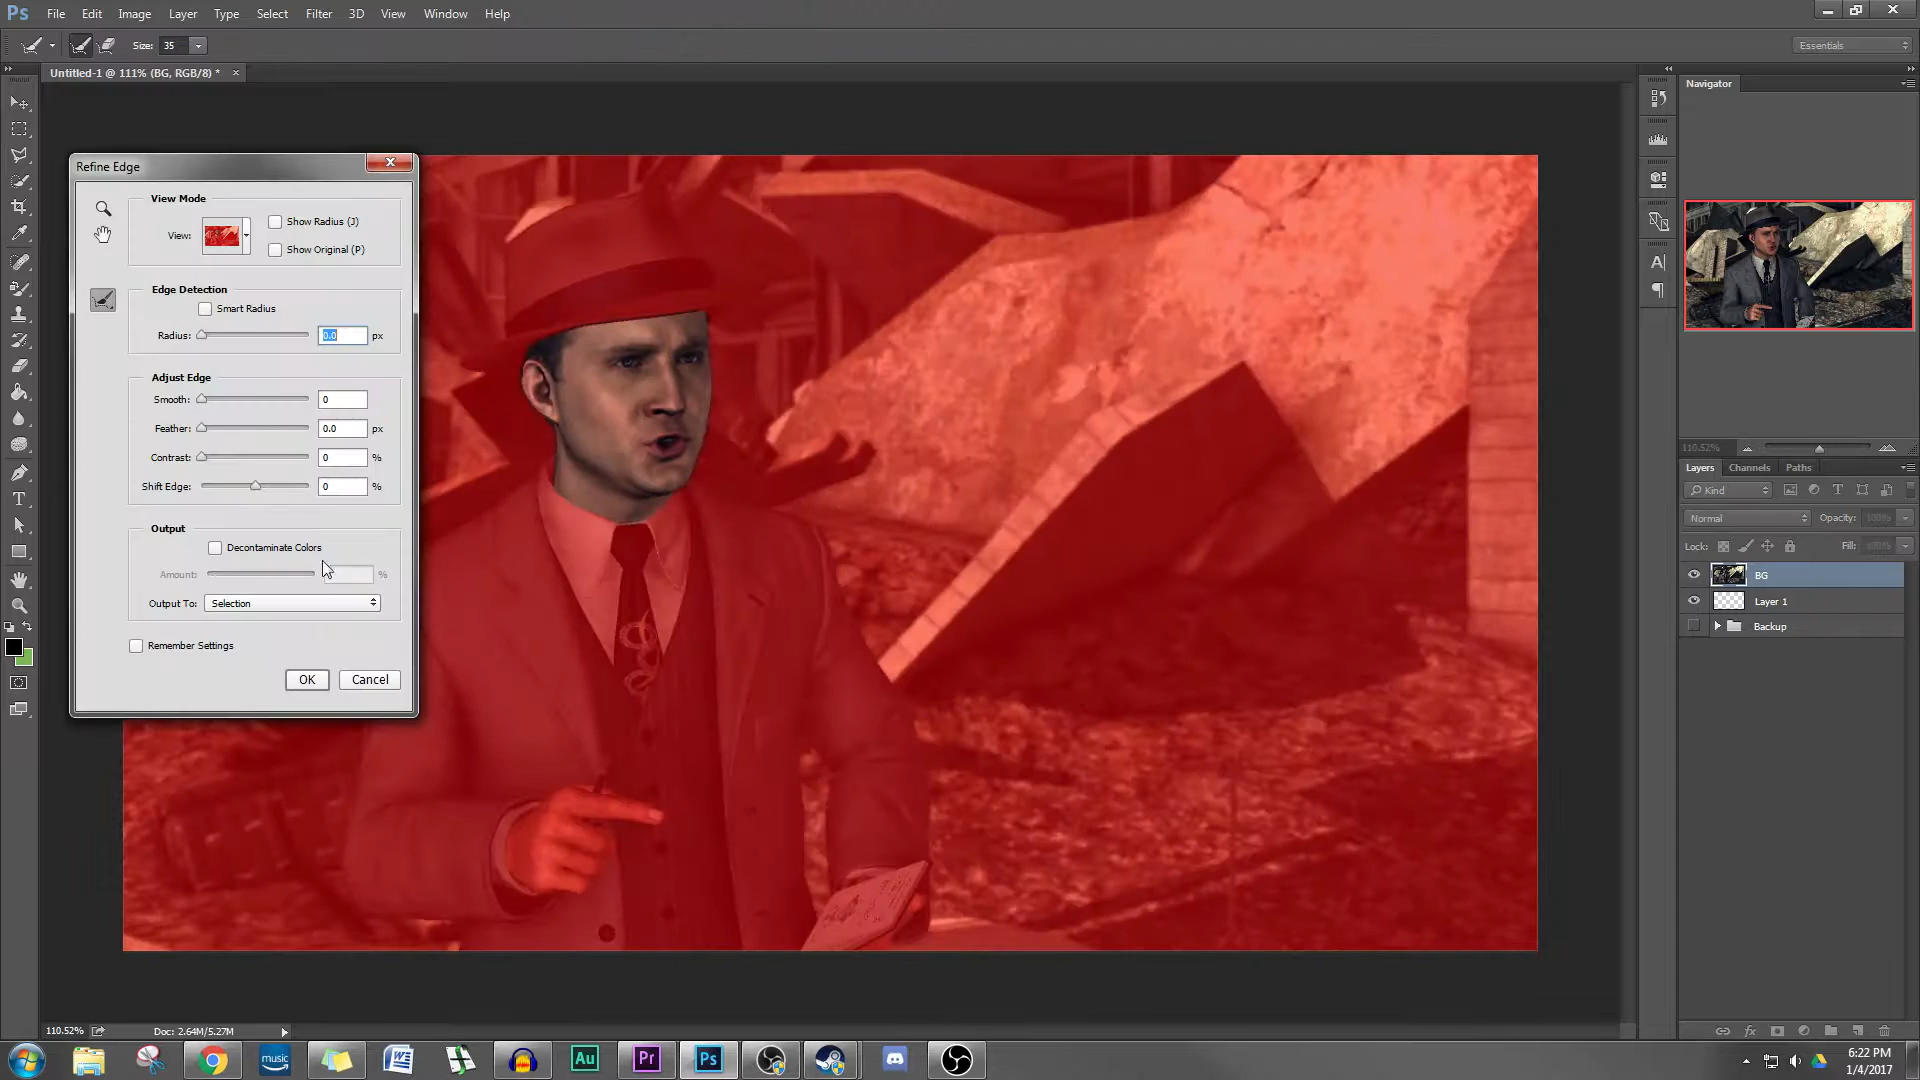 Ps File Edit Image Layer Type Select Filter 3D View Window Help
Size: 35
Essentials
Untitled-1 @ 111% (BG, RGB/8) *
Navigator
Refine Edge
View Mode
View:
Show Radius (J)
Show Original (P)
Edge Detection
Smart Radius
Radius: 0.0 px
Adjust Edge
Smooth: 0
Feather: 0.0 px
Contrast: 0 %
Shift Edge: 0 %
Output
Decontaminate Colors
Amount: %
Output To: Selection
Remember Settings
OK Cancel
110.52%
Layers Channels Paths
Kind
Normal Opacity: 100%
Lock: Fill: 100%
BG
Layer 1
Backup
110.52% Doc: 2.64M/5.27M
music W Au Pr Ps
6:22 PM
1/4/2017